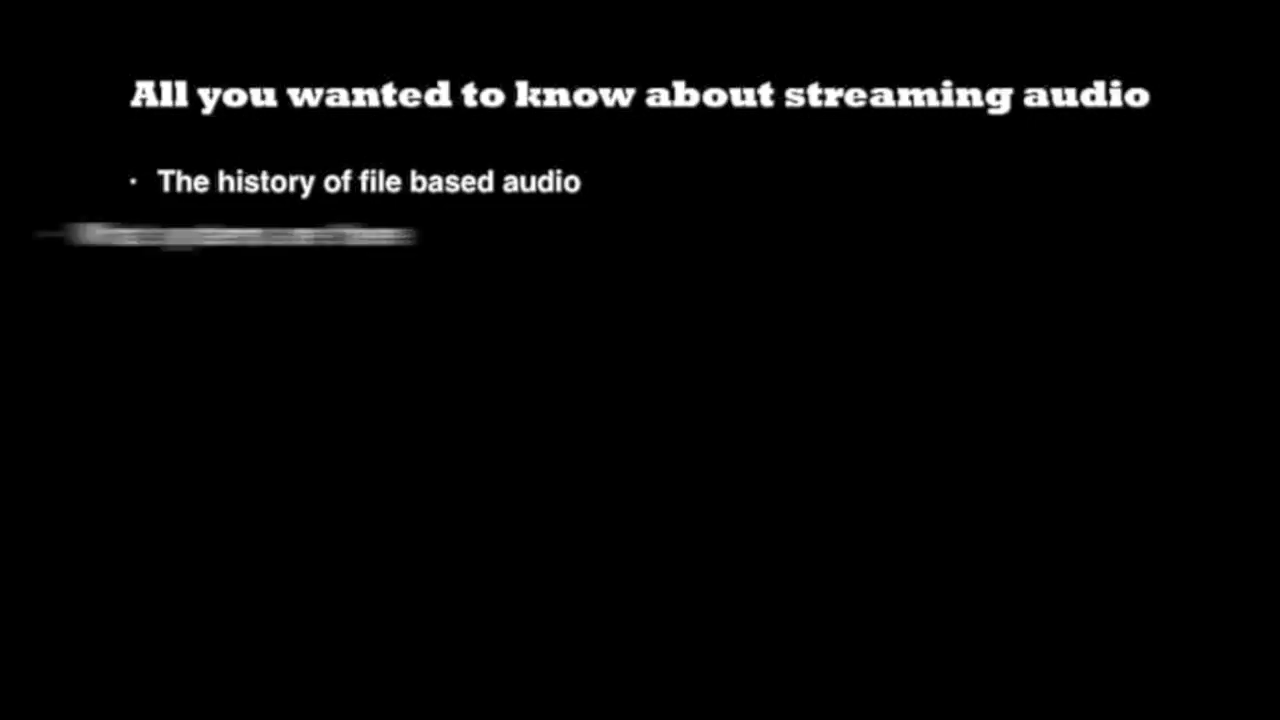 All you wanted to know about streaming audio
· The history of file based audio